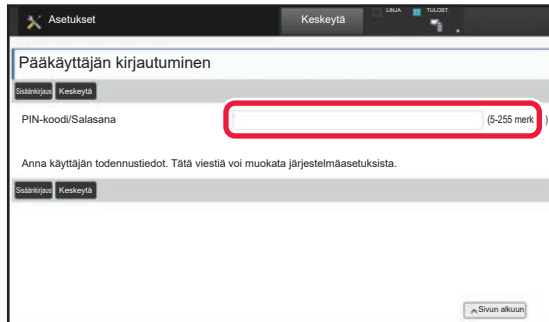 Asetukset Keskeytä LINJA TULOST.
Pääkäyttäjän kirjautuminen
Sisäänkirjaus Keskeytä
PIN-koodi/Salasana (5-255 merk )
Anna käyttäjän todennustiedot. Tätä viestiä voi muokata järjestelmäasetuksista.
Sisäänkirjaus Keskeytä
Sivun alkuun